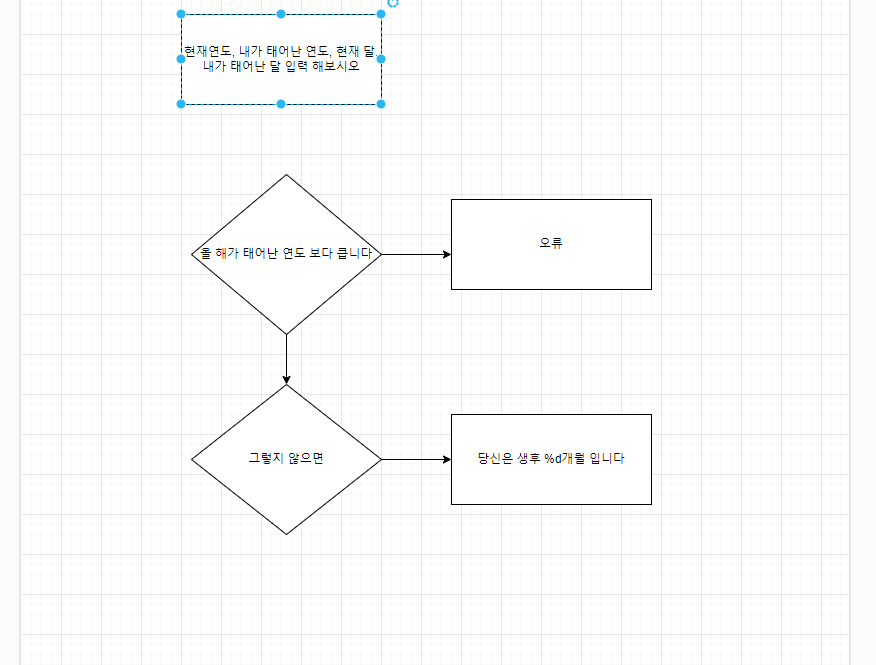 현재연도, 내가 태어난 연도, 현재 달,
내가 태어난 달 입력 해보시오
올 해가 태어난 연도 보다 큽니다
오류
그렇지 않으면
당신은 생후 %d개월 입니다